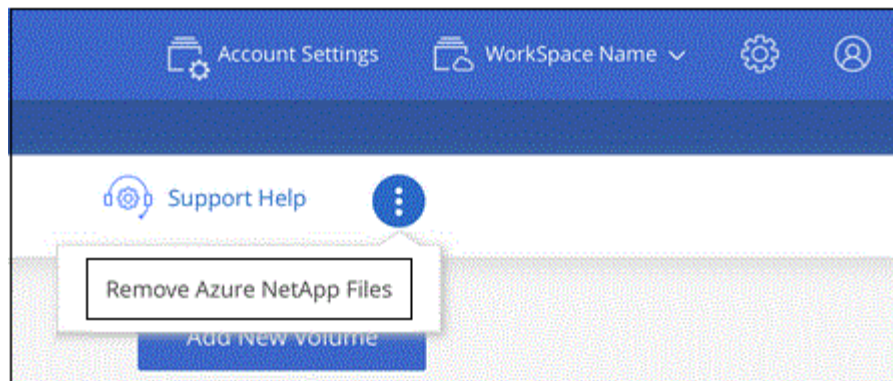 Account Settings
WorkSpace Name
Support Help
Remove Azure NetApp Files
Add New Volume